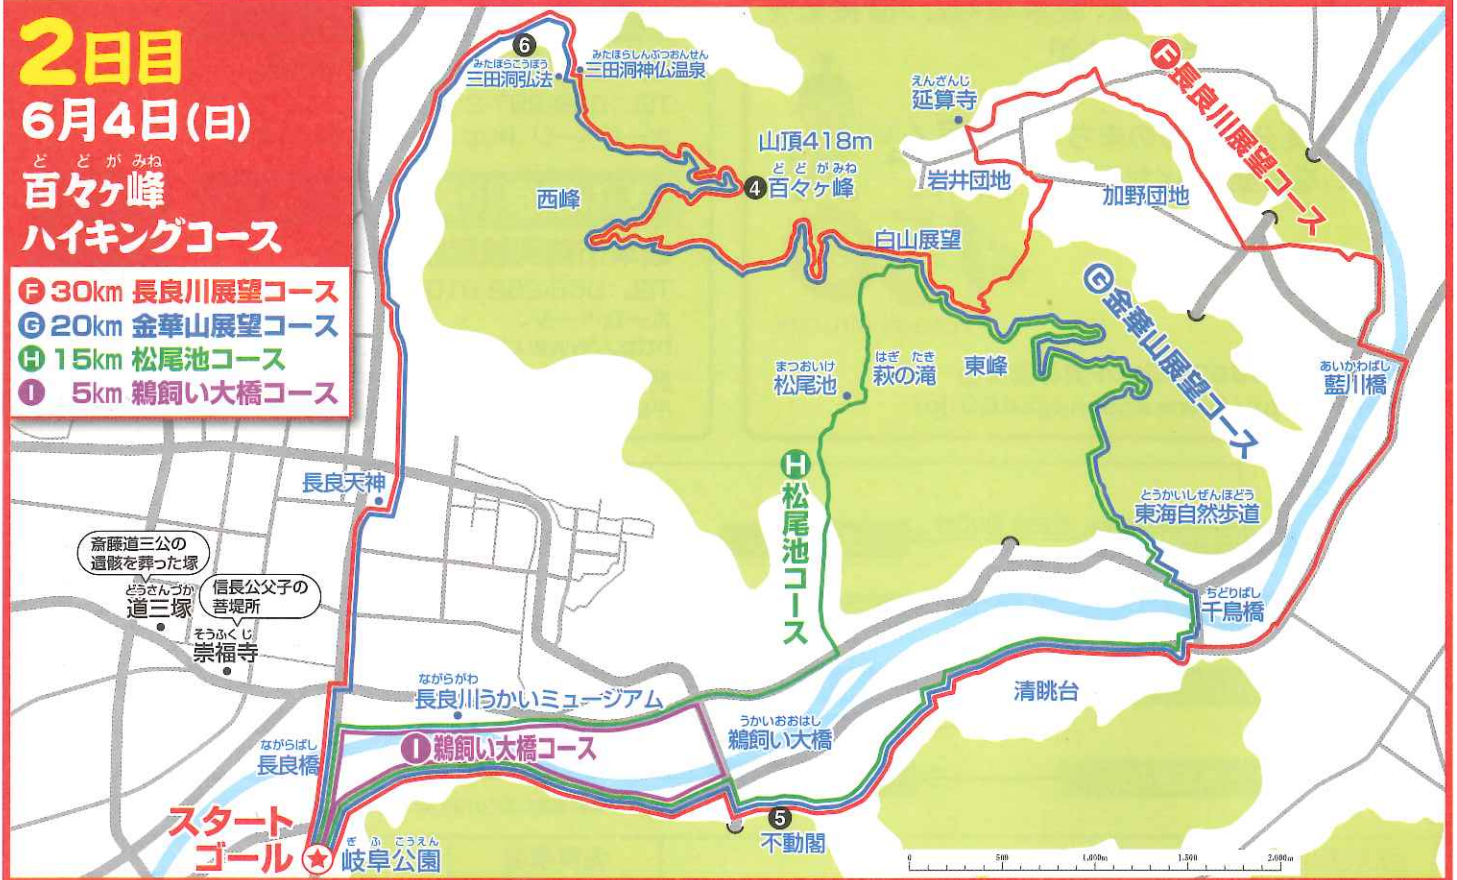 2日目
6月4日(日)
どどがみね
百々ヶ峰
ハイキングコース
F 30km 長良川展望コース
G 20km 金華山展望コース
H 15km 松尾池コース
I 5km 鵜飼い大橋コース
6
みたほらこうぼう
三田洞弘法
みたほらしんぶつおんせん
三田洞神仏温泉
えんざんじ
延算寺
F 長良川展望コース
山頂418m
どどがみね
4 百々ヶ峰
岩井団地
加野団地
西峰
白山展望
G 金華山展望コース
まつおいけ
松尾池
はぎ たき
萩の滝
東峰
あいかわばし
藍川橋
H 松尾池コース
長良天神
とうかいしぜんほどう
東海自然歩道
斎藤道三公の
遺骸を葬った塚
どうさんづか
道三塚
信長公父子の
菩提所
そうふくじ
崇福寺
ちどりばし
千鳥橋
ながらがわ
長良川うかいミュージアム
清眺台
うかいおおはし
鵜飼い大橋
I 鵜飼い大橋コース
ながらばし
長良橋
スタート
ゴール
ぎふこうえん
岐阜公園
5
不動閣
0 500 1,000m 1,500 2,000m